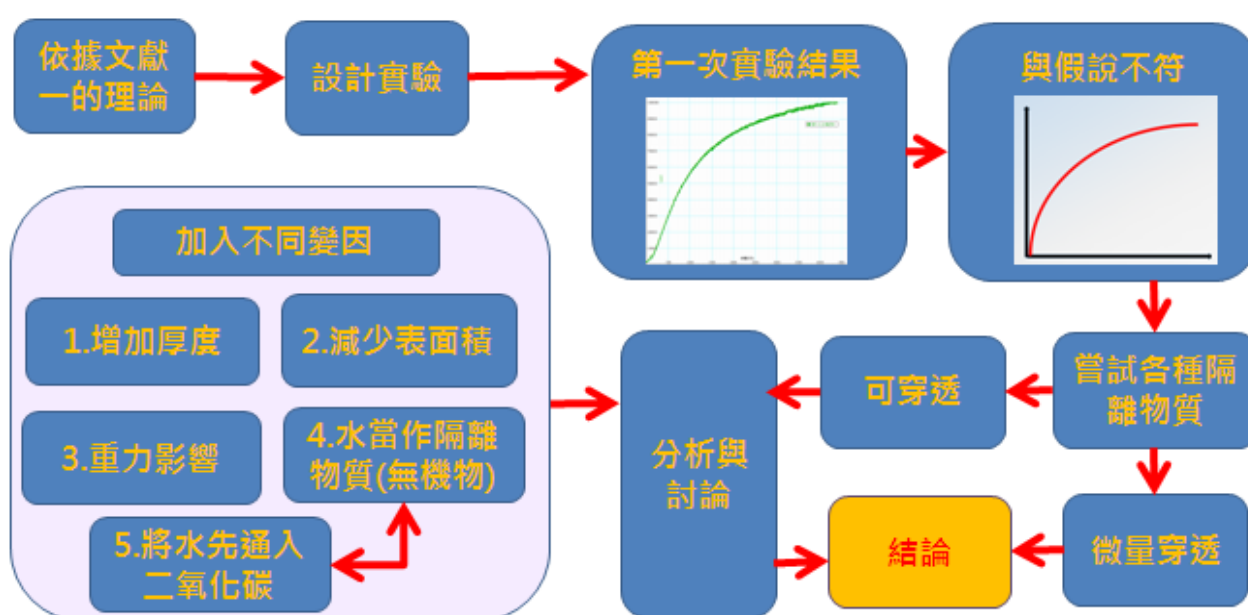 依據文獻
一的理論
設計實驗
第一次實驗結果
與假說不符
加入不同變因
1.增加厚度
2.減少表面積
3.重力影響
4.水當作隔離
物質(無機物)
5.將水先通入
二氧化碳
分析與
討論
可穿透
嘗試各種隔
離物質
結論
微量穿透